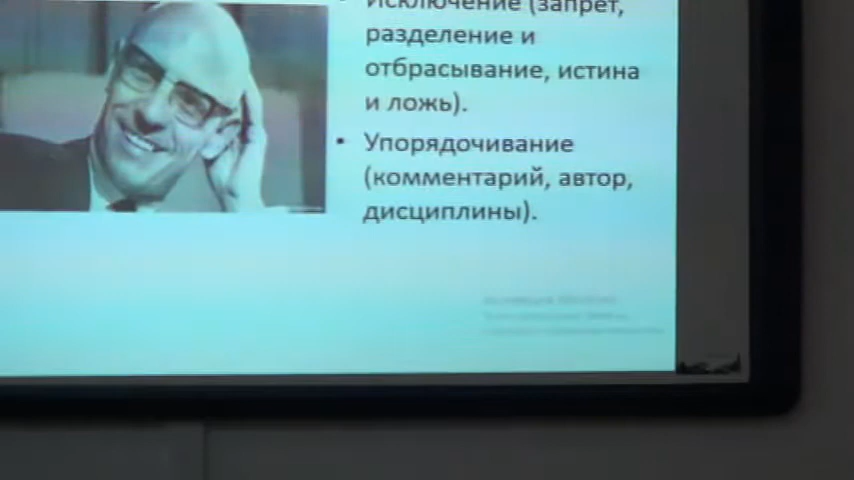 • Исключение (запрет,
разделение и
отбрасывание, истина
и ложь).
• Упорядочивание
(комментарий, автор,
дисциплины).